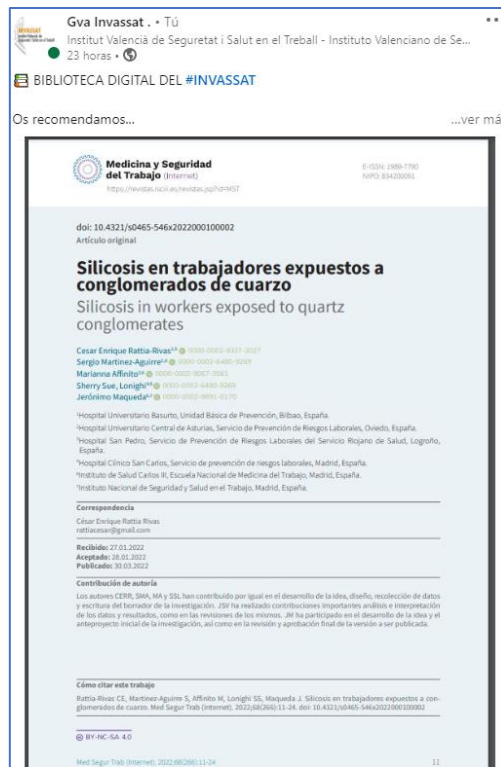 Gva Invassat . • Tú
Institut Valencià de Seguretat i Salut en el Treball - Instituto Valenciano de Se...
23 horas •
BIBLIOTECA DIGITAL DEL #INVASSAT
Os recomendamos...
...ver má
Medicina y Seguridad
del Trabajo (Internet)
E-ISSN: 1989-7790
https://revistas.isciii.es/revistas.jsp?id=MST
doi: 10.4321/s0465-546x2022000100002
Artículo original
Silicosis en trabajadores expuestos a
conglomerados de cuarzo
Silicosis in workers exposed to quartz
conglomerates
Cesar Enrique Rattia-Rivas
Sergio Martinez-Aguirre
Marianna Affinito
Sherry Sue, Lonighi
Jerónimo Maqueda
Hospital Universitario Basurto, Unidad Básica de Prevención, Bilbao, España.
Hospital Universitario Central de Asturias, Servicio de Prevención de Riesgos Laborales, Oviedo, España.
Hospital San Pedro, Servicio de Prevención de Riesgos Laborales del Servicio Riojano de Salud, Logroño,
España.
Hospital Clínico San Carlos, Servicio de prevención de riesgos laborales, Madrid, España.
Instituto de Salud Carlos III, Escuela Nacional de Medicina del Trabajo, Madrid, España.
Instituto Nacional de Seguridad y Salud en el Trabajo, Madrid, España.
Correspondencia
César Enrique Rattia Rivas
rattiacesar@gmail.com
Recibido: 27.01.2022
Aceptado: 28.01.2022
Publicado: 30.03.2022
Contribución de autoría
Los autores CERR, SMA, MA y SSL han contribuido por igual en el desarrollo de la idea, diseño, recolección de datos
y escritura del borrador de la investigación. JSV ha realizado contribuciones importantes análisis e interpretación
de los datos y resultados, como en las revisiones de los mismos. JM ha participado en el desarrollo de la idea y el
anteproyecto inicial de la investigación, así como en la revisión y aprobación final de la versión a ser publicada.
Cómo citar este trabajo
Rattia-Rivas CE, Martinez-Aguirre S, Affinito M, Lonighi SS, Maqueda J. Silicosis en trabajadores expuestos a con-
glomerados de cuarzo. Med Segur Trab (Internet). 2022;68(266):11-24. doi: 10.4321/s0465-546x2022000100002
BY-NC-SA 4.0
Med Segur Trab (Internet). 2022;68(266):11-24
11